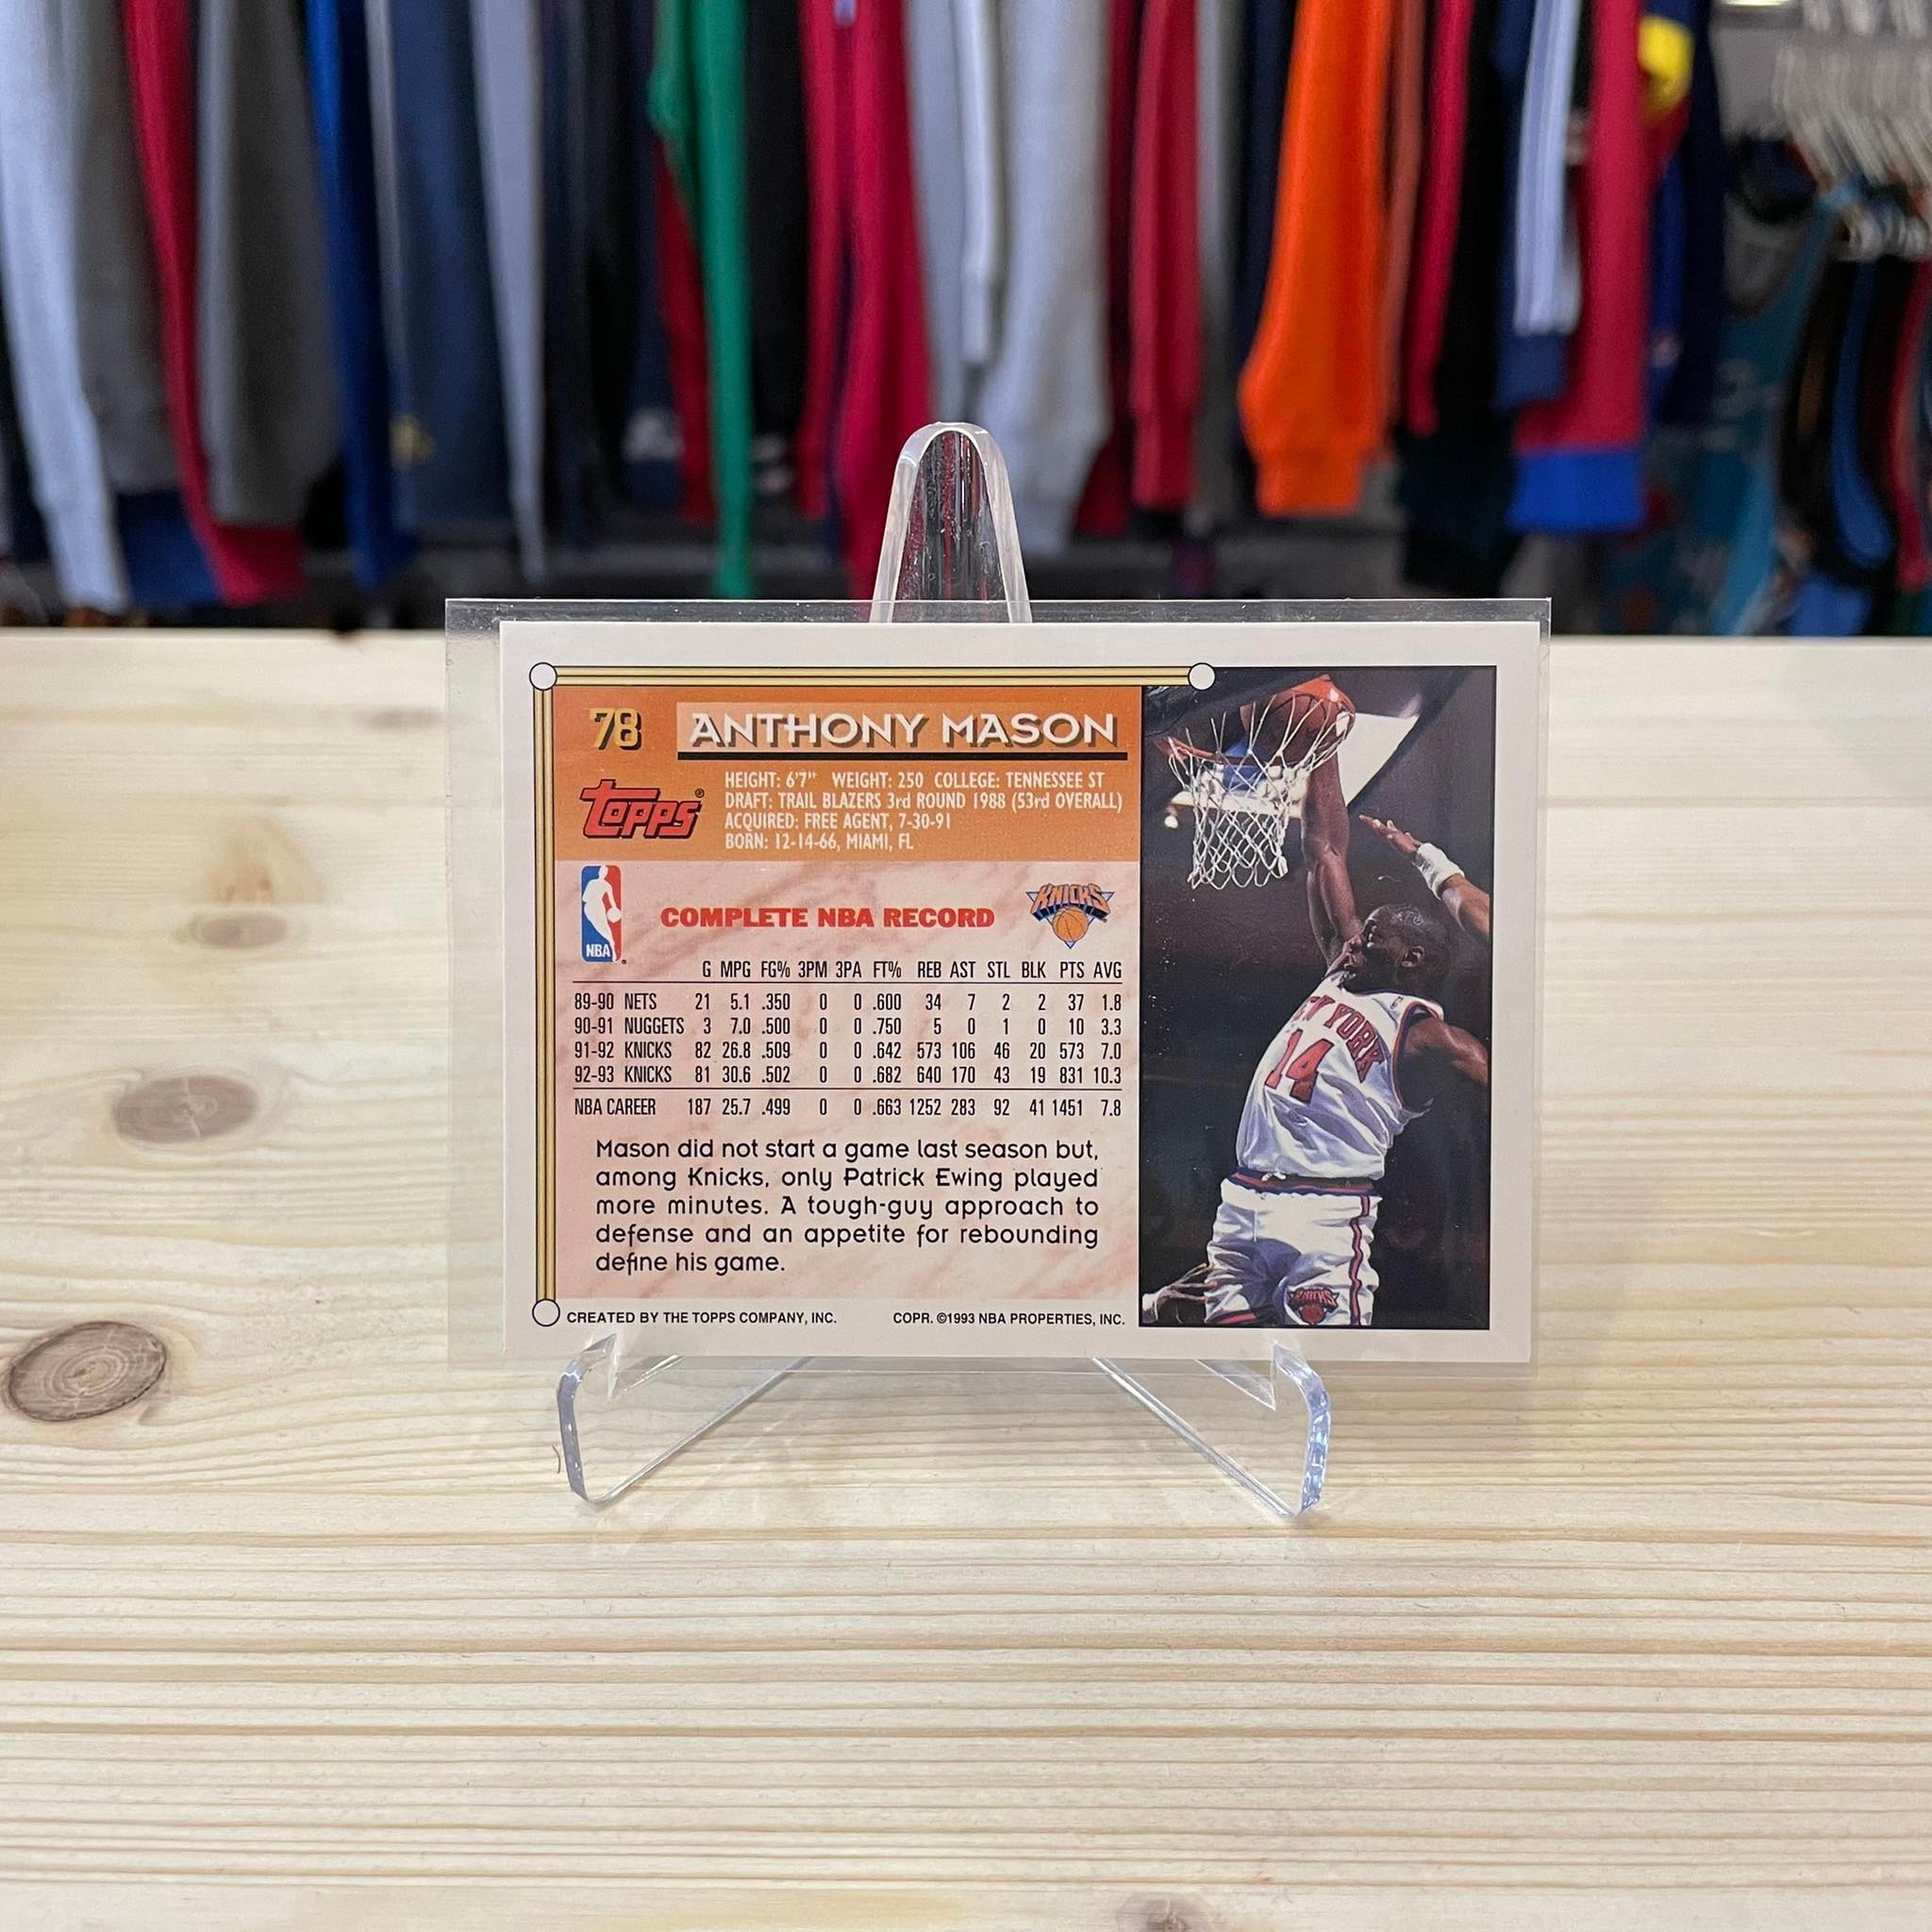 78
ANTHONY MASON
TOPPS®
HEIGHT: 6'7" WEIGHT: 250 COLLEGE: TENNESSEE ST
DRAFT: TRAIL BLAZERS 3rd ROUND 1988 (53rd OVERALL)
ACQUIRED: FREE AGENT, 7-30-91
BORN: 12-14-66, MIAMI, FL
NBA
COMPLETE NBA RECORD
KNICKS
G MPG FG% 3PM 3PA FT% REB AST STL BLK PTS AVG
89-90 NETS 21 5.1 .350 0 0 .600 34 7 2 2 37 1.8
90-91 NUGGETS 3 7.0 .500 0 0 .750 5 0 1 0 10 3.3
91-92 KNICKS 82 26.8 .509 0 0 .642 573 106 46 20 573 7.0
92-93 KNICKS 81 30.6 .502 0 0 .682 640 170 43 19 831 10.3
NBA CAREER 187 25.7 .499 0 0 .663 1252 283 92 41 1451 7.8
Mason did not start a game last season but,
among Knicks, only Patrick Ewing played
more minutes. A tough-guy approach to
defense and an appetite for rebounding
define his game.
CREATED BY THE TOPPS COMPANY, INC. COPR. ©1993 NBA PROPERTIES, INC.
NEW YORK
14
KNICKS